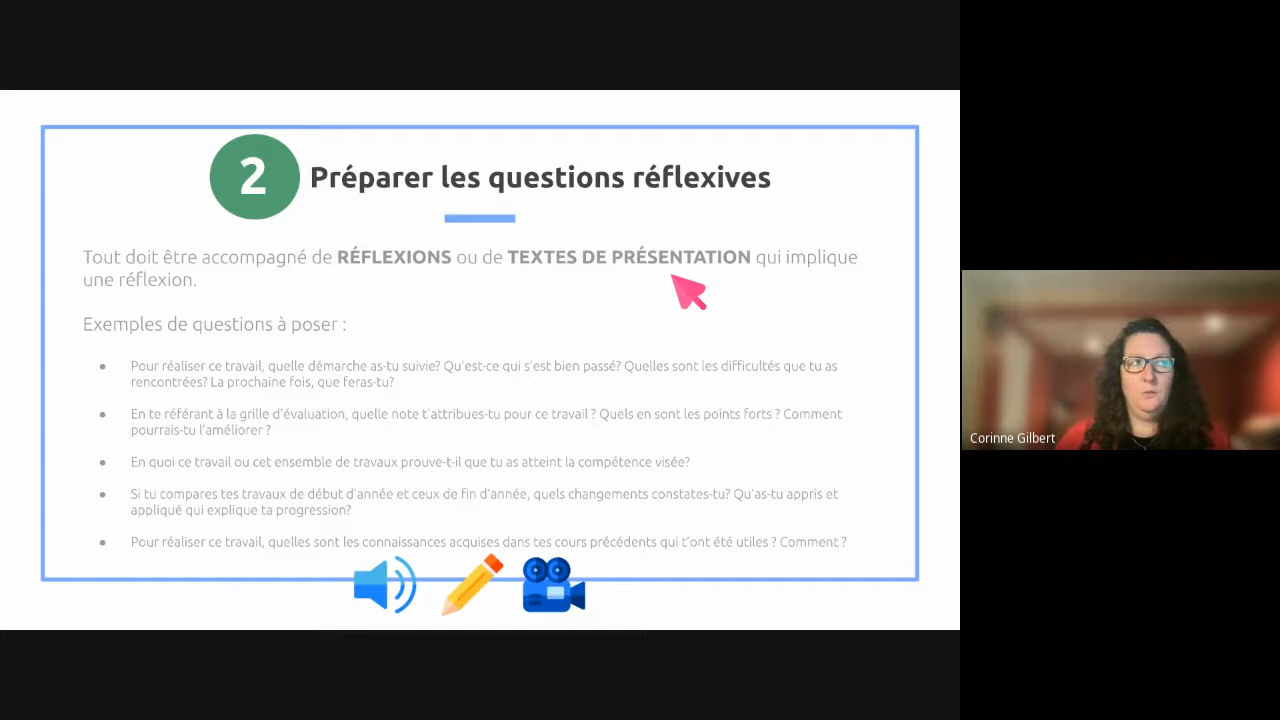 2
Préparer les questions réflexives
Tout doit être accompagné de RÉFLEXIONS ou de TEXTES DE PRÉSENTATION qui implique
une réflexion.
Exemples de questions à poser :
● Pour réaliser ce travail, quelle démarche as-tu suivie? Qu'est-ce qui s'est bien passé? Quelles sont les difficultés que tu as
rencontrées? La prochaine fois, que feras-tu?
● En te référant à la grille d'évaluation, quelle note t'attribues-tu pour ce travail ? Quels en sont les points forts ? Comment
pourrais-tu l'améliorer ?
● En quoi ce travail ou cet ensemble de travaux prouve-t-il que tu as atteint la compétence visée?
● Si tu compares tes travaux de début d'année et ceux de fin d'année, quels changements constates-tu? Qu'as-tu appris et
appliqué qui explique ta progression?
● Pour réaliser ce travail, quelles sont les connaissances acquises dans tes cours précédents qui t'ont été utiles ? Comment ?
Corinne Gilbert